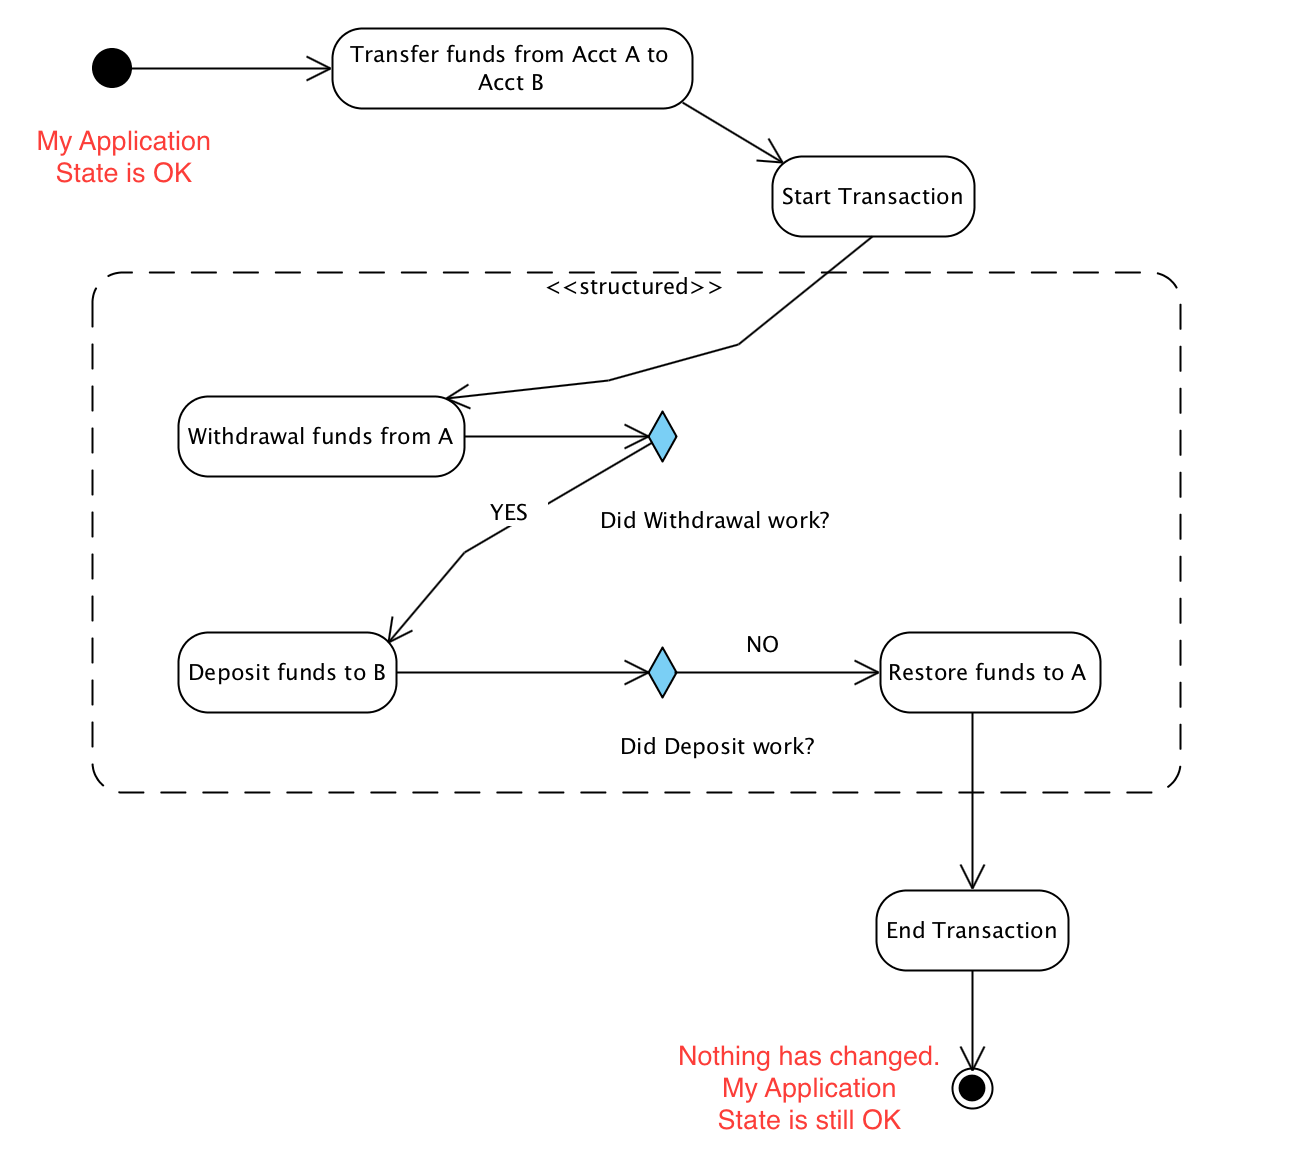 Transfer funds from Acct A to
Acct B
My Application
State is OK
Start Transaction
<<structured>>
Withdrawal funds from A
YES
Did Withdrawal work?
Deposit funds to B
NO
Restore funds to A
Did Deposit work?
End Transaction
Nothing has changed.
My Application
State is still OK